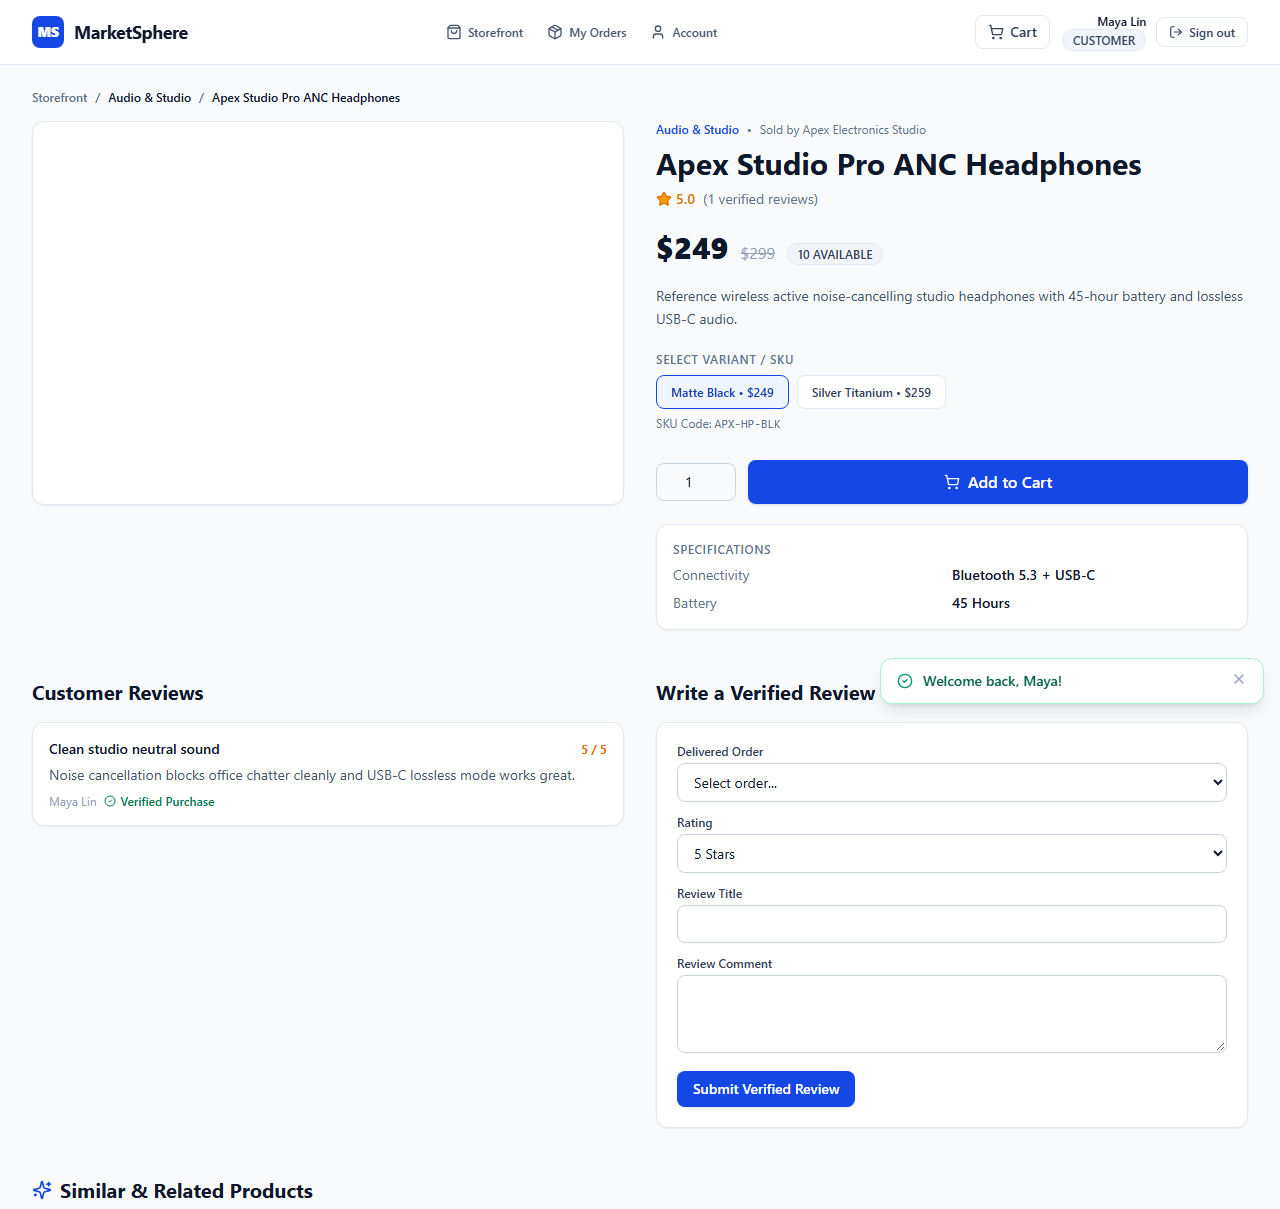 MS MarketSphere
Storefront
My Orders
Account
Cart
Maya Lin
CUSTOMER
Sign out
Storefront / Audio & Studio / Apex Studio Pro ANC Headphones
Audio & Studio • Sold by Apex Electronics Studio
Apex Studio Pro ANC Headphones
5.0 (1 verified reviews)
$249 $299 10 AVAILABLE
Reference wireless active noise-cancelling studio headphones with 45-hour battery and lossless
USB-C audio.
SELECT VARIANT / SKU
Matte Black • $249
Silver Titanium • $259
SKU Code: APX-HP-BLK
1
Add to Cart
SPECIFICATIONS
Connectivity Bluetooth 5.3 + USB-C
Battery 45 Hours
Welcome back, Maya!
Customer Reviews
Clean studio neutral sound 5 / 5
Noise cancellation blocks office chatter cleanly and USB-C lossless mode works great.
Maya Lin Verified Purchase
Write a Verified Review
Delivered Order
Select order...
Rating
5 Stars
Review Title
Review Comment
Submit Verified Review
Similar & Related Products